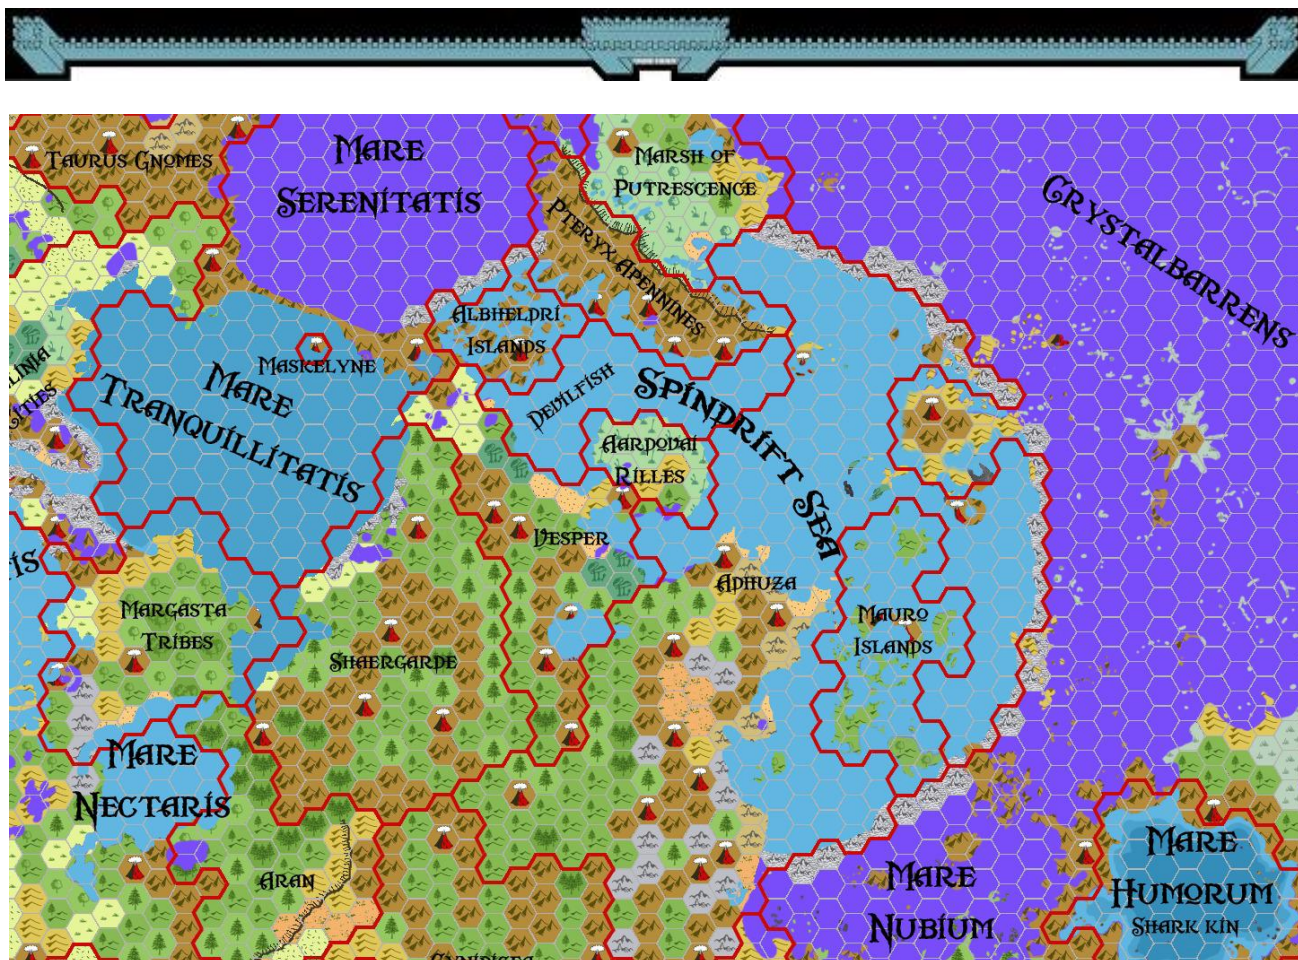 Taurus Gnomes
Mare
Serenitatis
Marsh of
Putrescence
Crystalbarrens
Pteryx Apennines
Albheldri
Islands
Maskelyne
Mare
Tranquillitatis
Devilfish
Spindrift Sea
Aardovai
Rilles
Vesper
Adhuza
Margasta
Tribes
Shaergarde
Mauro
Islands
Mare
Nectaris
Aran
Mare
Nubium
Mare
Humorum
Shark kin